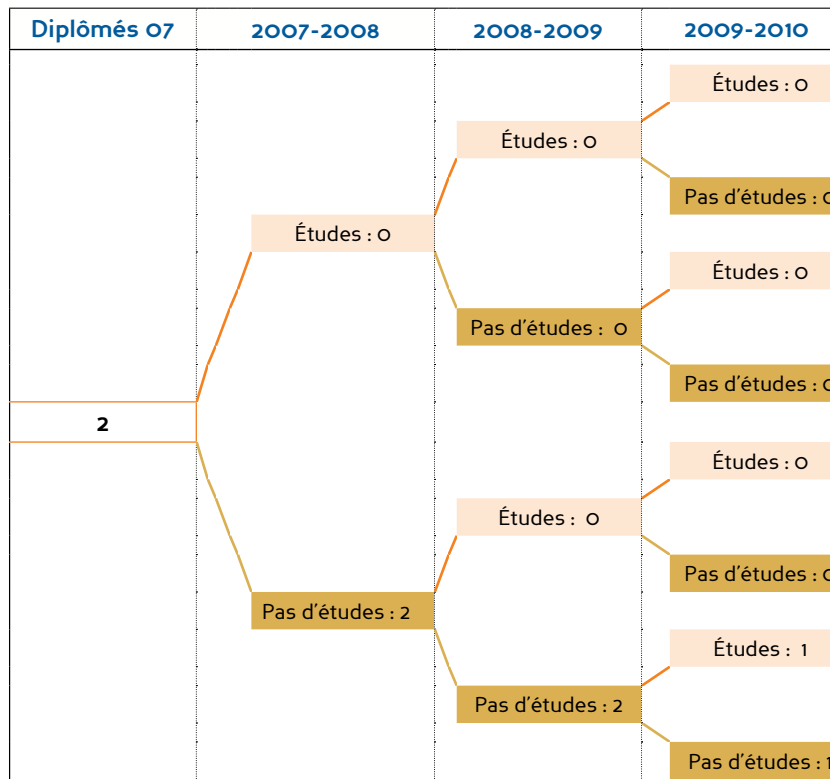 Diplômés 07 2007-2008 2008-2009 2009-2010
Études : 0
Études : 0
Pas d'études : 0
Études : 0
Études : 0
Pas d'études : 0
Pas d'études : 0
2
Études : 0
Études : 0
Pas d'études : 0
Pas d'études : 2
Études : 1
Pas d'études : 2
Pas d'études : 1